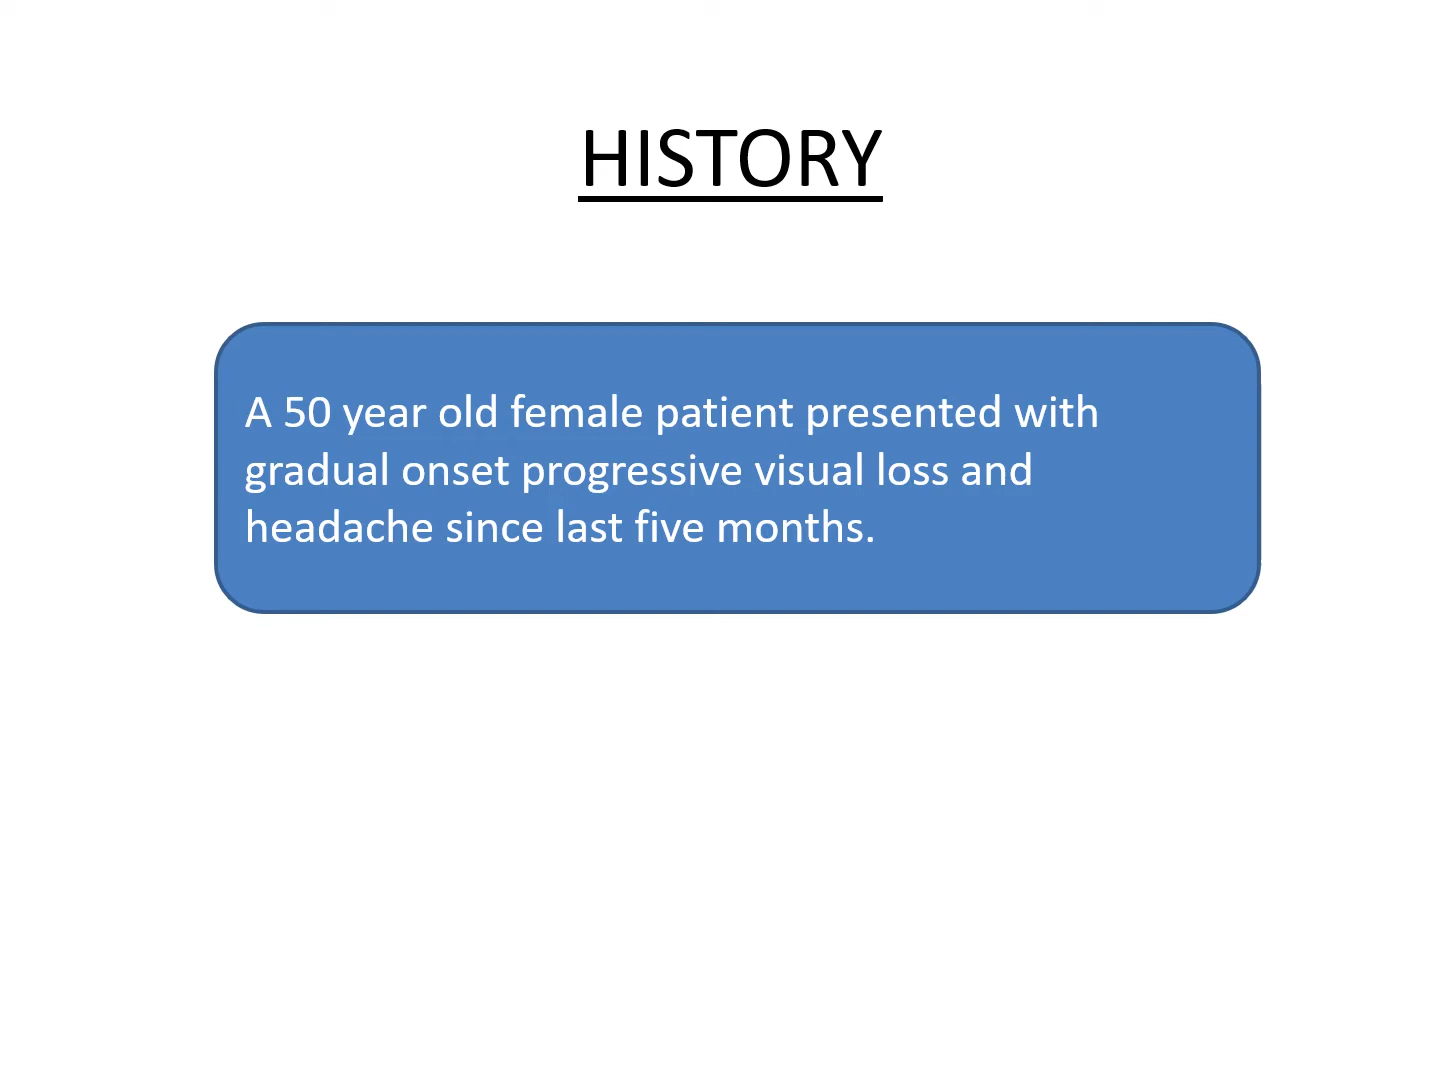 HISTORY
A 50 year old female patient presented with
gradual onset progressive visual loss and
headache since last five months.